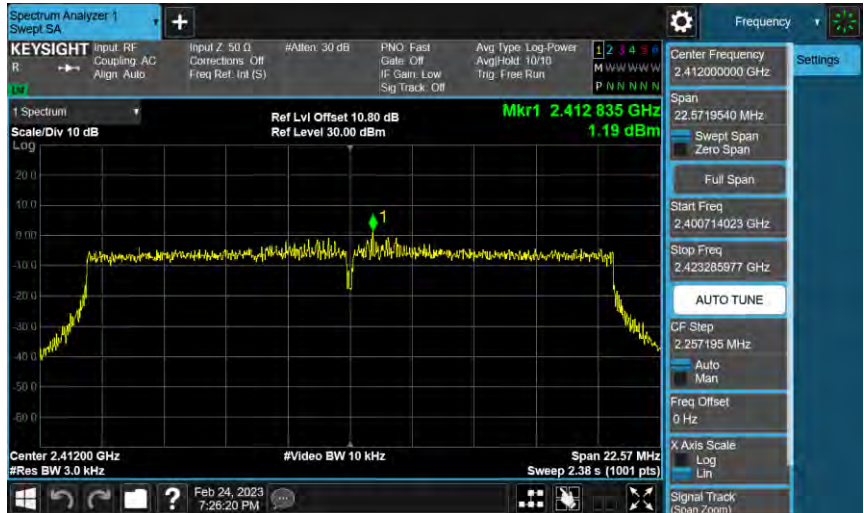 Spectrum Analyzer 1
Swept SA
Frequency
KEYSIGHT
R
Input: RF
Coupling: AC
Align: Auto
Input Z: 50 Ω
Corrections: Off
Freq Ref: Int (S)
#Atten: 30 dB
PNO: Fast
Gate: Off
IF Gain: Low
Sig Track: Off
Avg Type: Log-Power
Avg|Hold: 10/10
Trig: Free Run
1 2 3 4 5 6
M W W W W W
P N N N N N
1 Spectrum
Scale/Div 10 dB
Ref Lvl Offset 10.80 dB
Ref Level 30.00 dBm
Mkr1 2.412 835 GHz
1.19 dBm
Log
20.0
10.0
0.00
-10.0
-20.0
-30.0
-40.0
-50.0
-60.0
1
Center 2.41200 GHz
#Res BW 3.0 kHz
#Video BW 10 kHz
Span 22.57 MHz
Sweep 2.38 s (1001 pts)
Center Frequency
2.412000000 GHz
Settings
Span
22.5719540 MHz
Swept Span
Zero Span
Full Span
Start Freq
2.400714023 GHz
Stop Freq
2.423285977 GHz
AUTO TUNE
CF Step
2.257195 MHz
Auto
Man
Freq Offset
0 Hz
X Axis Scale
Log
Lin
Signal Track
(Span Zoom)
?
Feb 24, 2023
7:26:20 PM